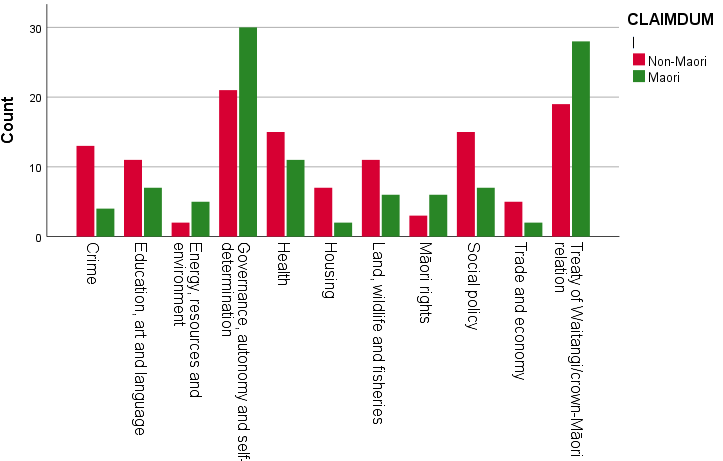 CLAIMDUM
Non-Maori
Maori
Count
30
20
10
0
Crime
Education, art and language
Energy, resources and
environment
Governance, autonomy and self-
determination
Health
Housing
Land, wildlife and fisheries
Māori rights
Social policy
Trade and economy
Treaty of Waitangi/crown-Māori
relation